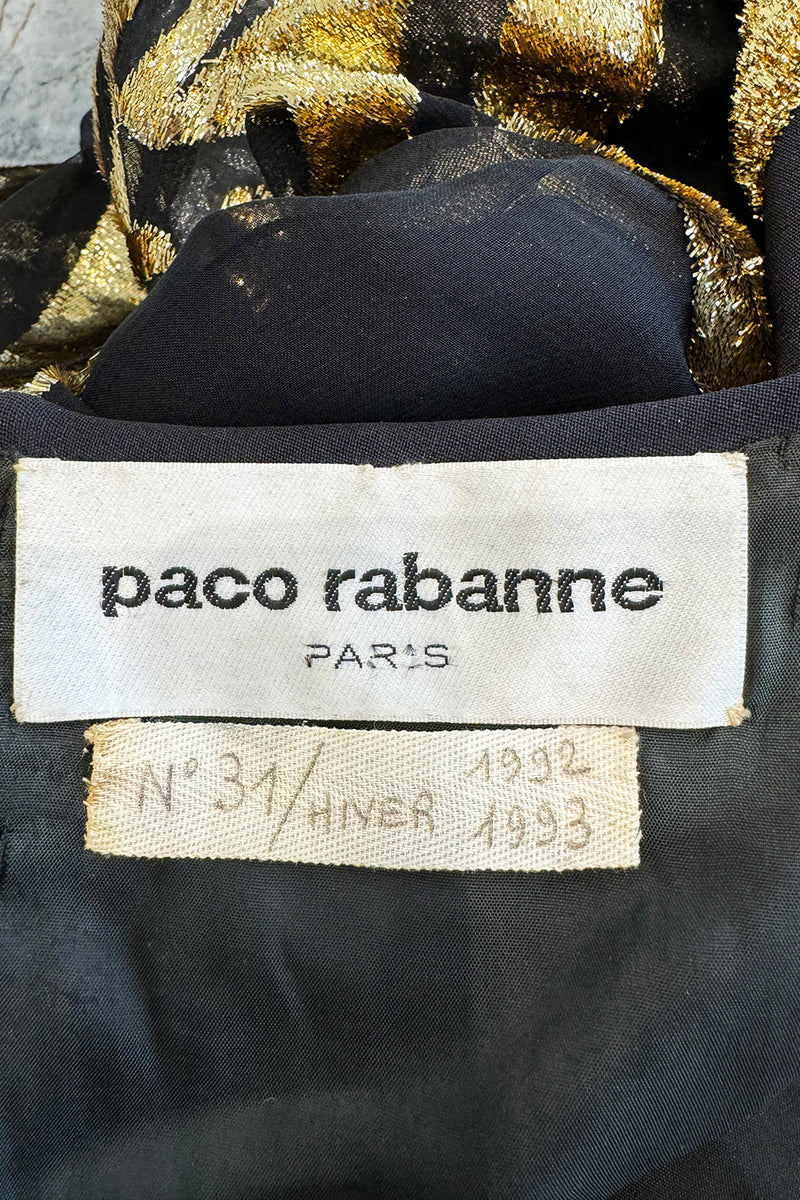 paco rabanne
PARIS
N° 31/HIVER 1992
1993